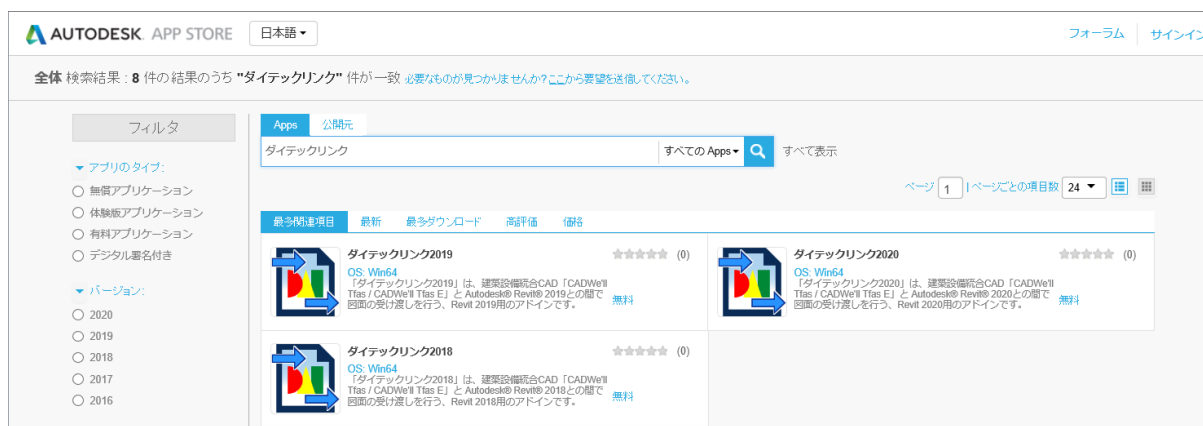 AUTODESK. APP STORE 日本語 フォーラム サインイン
全体 検索結果 : 8 件の結果のうち "ダイテックリンク" 件が一致 必要なものが見つかりませんか?ここから要望を送信してください。
フィルタ
アプリのタイプ:
無償アプリケーション
体験版アプリケーション
有料アプリケーション
デジタル署名付き
バージョン:
2020
2019
2018
2017
2016
Apps 公開元
ダイテックリンク すべての Apps すべて表示
ページ 1 | ページごとの項目数 24
最多関連項目 最新 最多ダウンロード 高評価 価格
ダイテックリンク2019 (0)
OS: Win64
「ダイテックリンク2019」は、建築設備統合CAD「CADWe'll
Tfas / CADWe'll Tfas E」と Autodesk® Revit® 2019との間で
図面の受け渡しを行う、Revit 2019用のアドインです。
無料
ダイテックリンク2020 (0)
OS: Win64
「ダイテックリンク2020」は、建築設備統合CAD「CADWe'll
Tfas / CADWe'll Tfas E」と Autodesk® Revit® 2020との間で
図面の受け渡しを行う、Revit 2020用のアドインです。
無料
ダイテックリンク2018 (0)
OS: Win64
「ダイテックリンク2018」は、建築設備統合CAD「CADWe'll
Tfas / CADWe'll Tfas E」と Autodesk® Revit® 2018との間で
図面の受け渡しを行う、Revit 2018用のアドインです。
無料